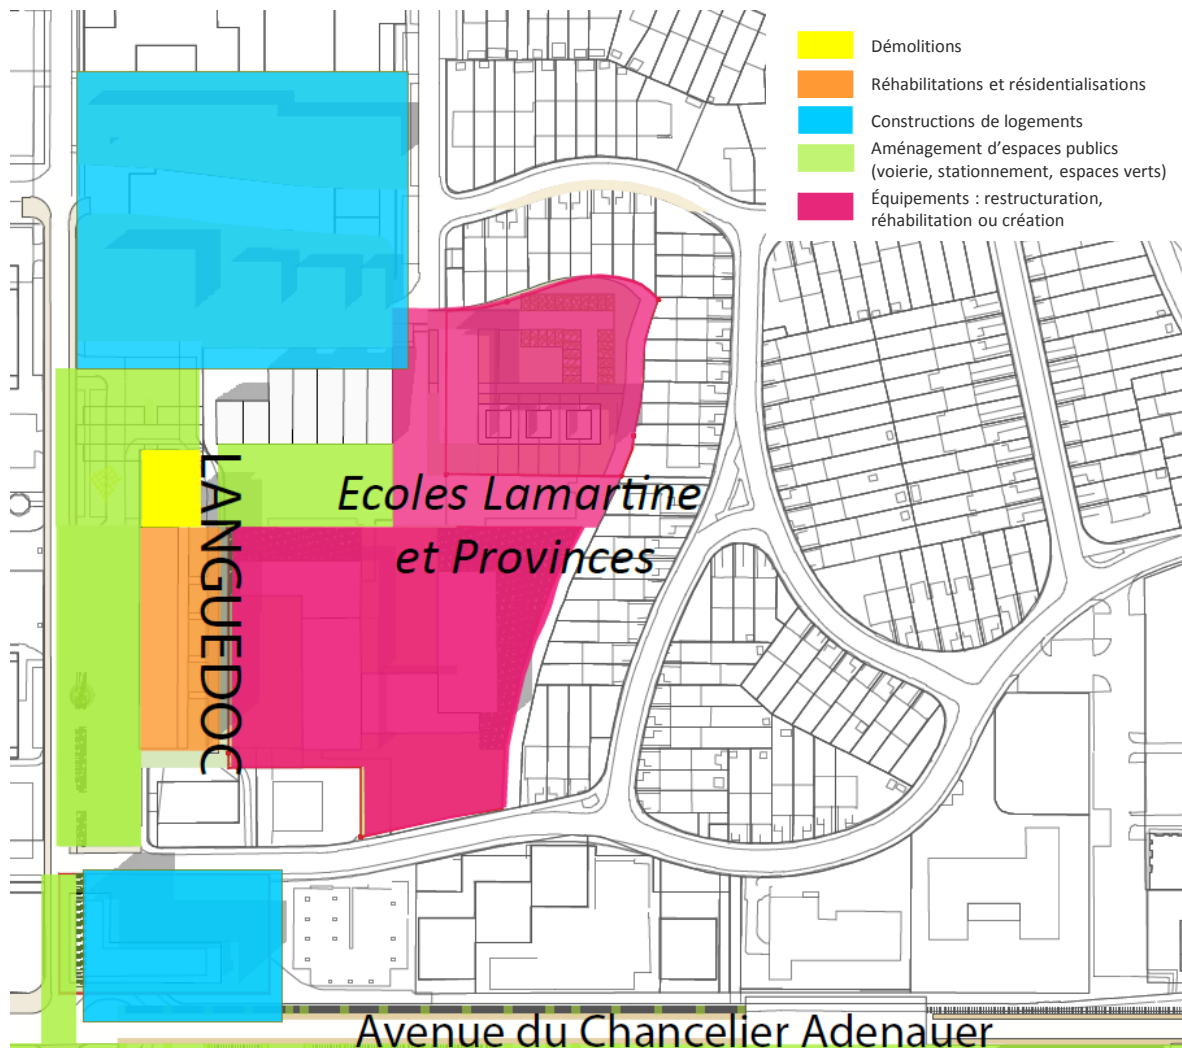 Démolitions
Réhabilitations et résidentialisations
Constructions de logements
Aménagement d'espaces publics
(voierie, stationnement, espaces verts)
Équipements : restructuration,
réhabilitation ou création
LANGUEDOC
Ecoles Lamartine
et Provinces
Avenue du Chancelier Adenauer